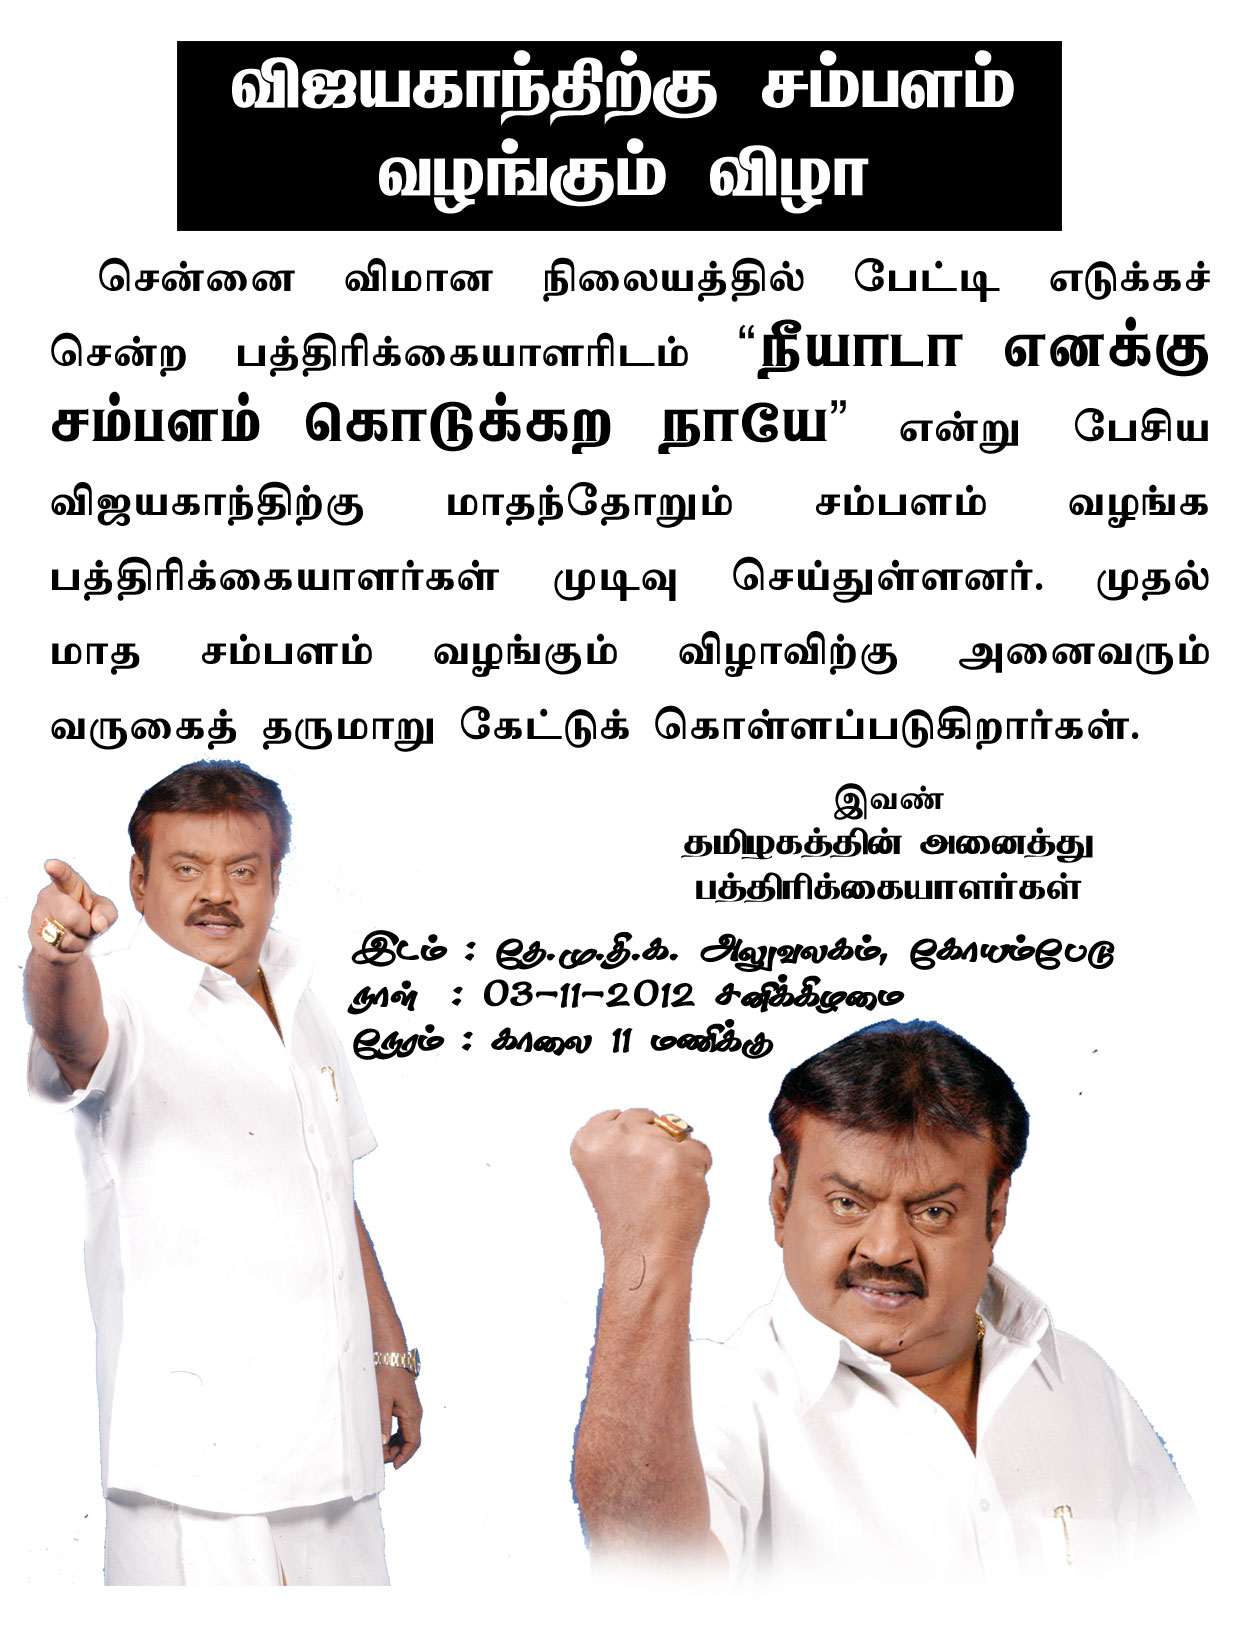 விஜயகாந்திற்கு சம்பளம்
வழங்கும் விழா
சென்னை விமான நிலையத்தில் பேட்டி எடுக்கச்
சென்ற பத்திரிக்கையாளரிடம் “நீயாடா எனக்கு
சம்பளம் கொடுக்கற நாயே” என்று பேசிய
விஜயகாந்திற்கு மாதந்தோறும் சம்பளம் வழங்க
பத்திரிக்கையாளர்கள் முடிவு செய்துள்ளனர். முதல்
மாத சம்பளம் வழங்கும் விழாவிற்கு அனைவரும்
வருகைத் தருமாறு கேட்டுக் கொள்ளப்படுகிறார்கள்.
இவண்
தமிழகத்தின் அனைத்து
பத்திரிக்கையாளர்கள்
இடம் : தே.மு.தி.க. அலுவலகம், கோயம்பேடு
நாள் : 03-11-2012 சனிக்கிழமை
நேரம் : காலை 11 மணிக்கு